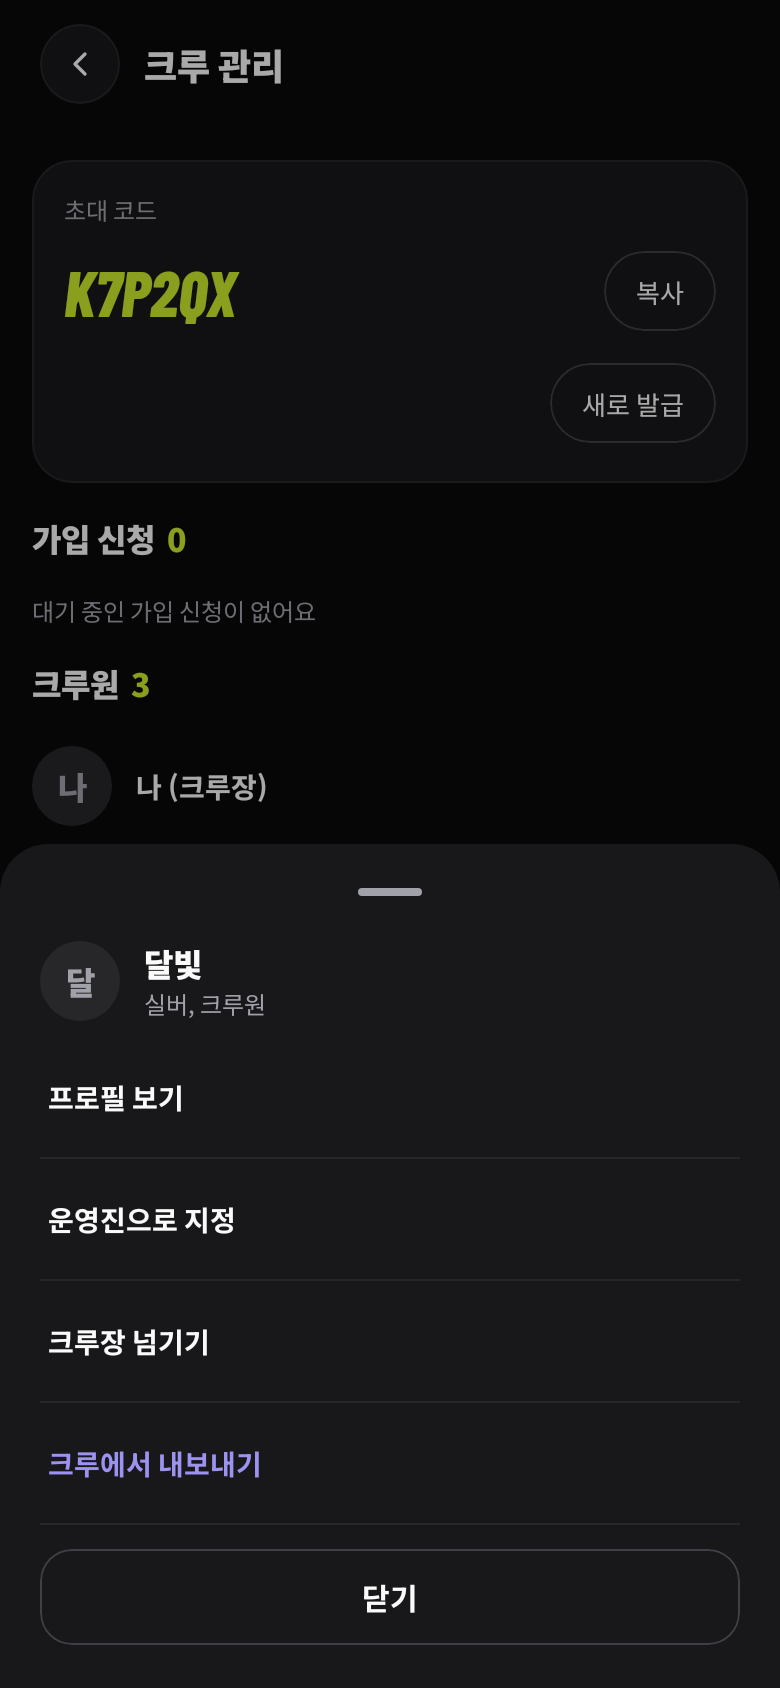 크루 관리
초대 코드
K7P2QX
복사
새로 발급
가입 신청 0
대기 중인 가입 신청이 없어요
크루원 3
나
나 (크루장)
달
달빛
실버, 크루원
프로필 보기
운영진으로 지정
크루장 넘기기
크루에서 내보내기
닫기